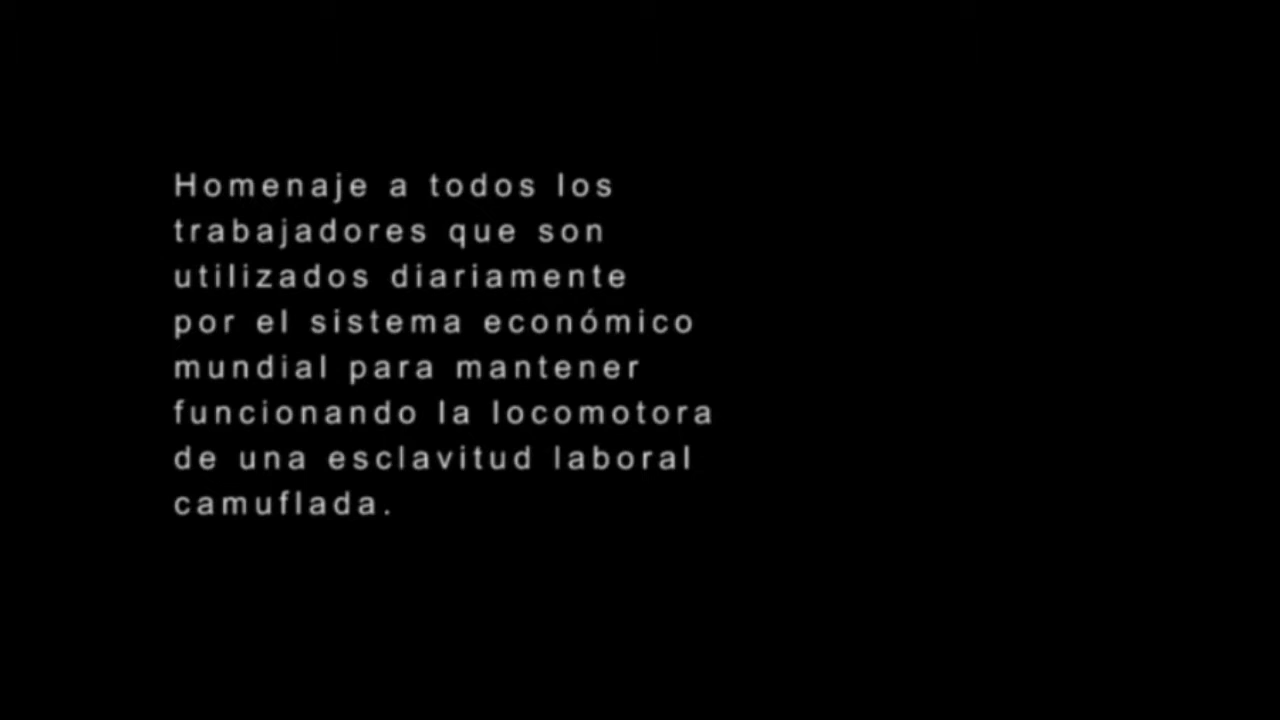 Homenaje a todos los
trabajadores que son
utilizados diariamente
por el sistema económico
mundial para mantener
funcionando la locomotora
de una esclavitud laboral
camuflada.